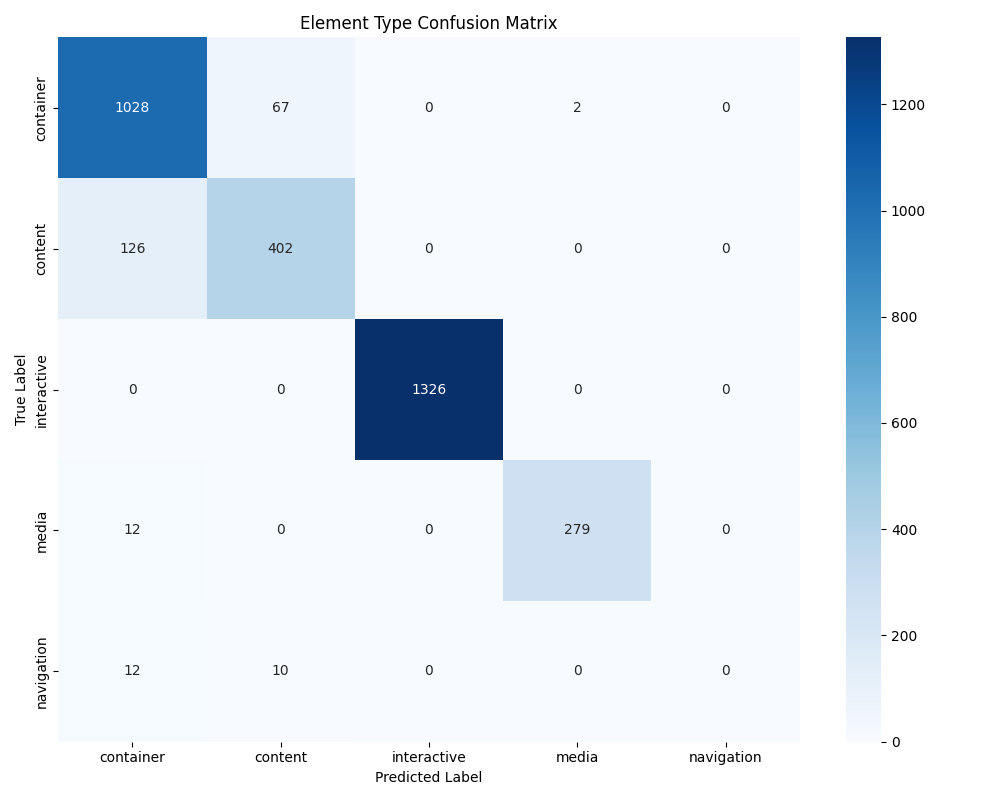 Element Type Confusion Matrix
container
1028 67 0 2 0
content
126 402 0 0 0
interactive
0 0 1326 0 0
media
12 0 0 279 0
navigation
12 10 0 0 0
True Label
container content interactive media navigation
Predicted Label
1200
1000
800
600
400
200
0